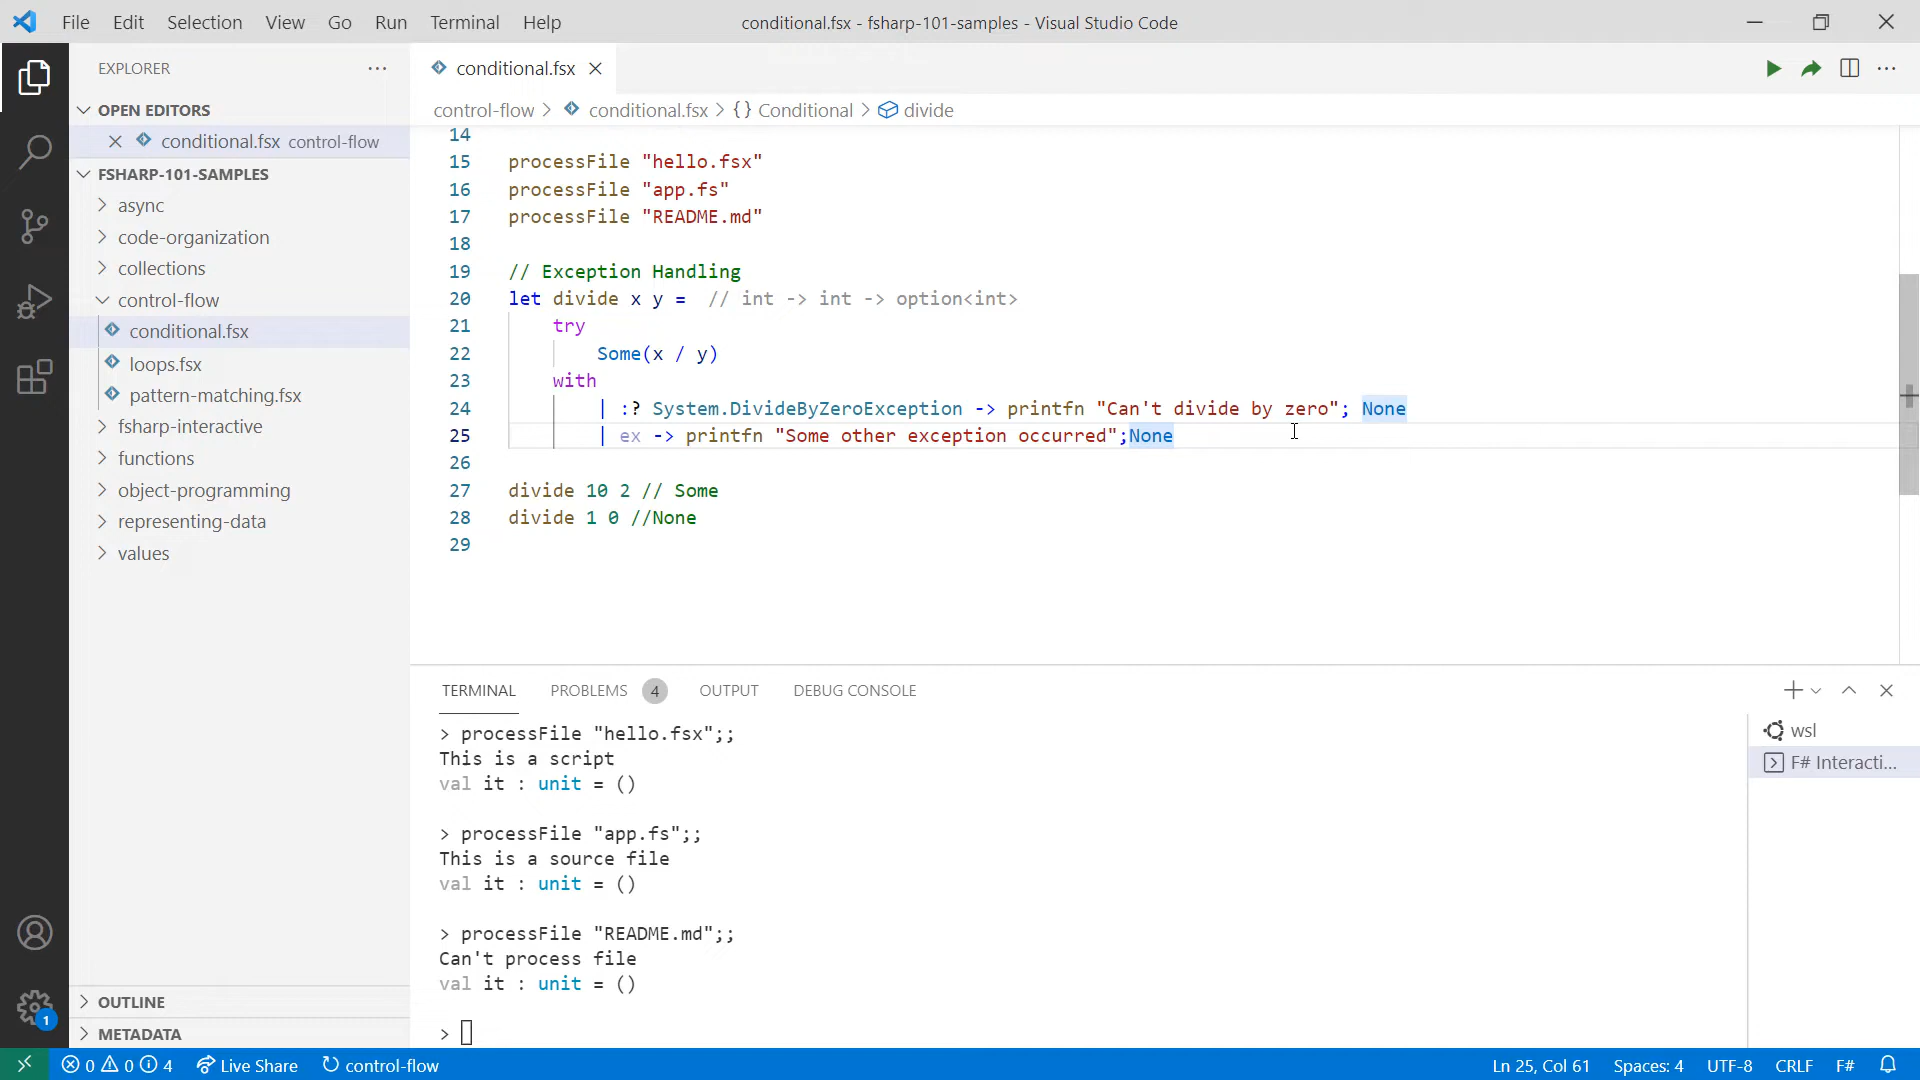 File Edit Selection View Go Run Terminal Help
conditional.fsx - fsharp-101-samples - Visual Studio Code
EXPLORER
OPEN EDITORS
conditional.fsx control-flow
FSHARP-101-SAMPLES
async
code-organization
collections
control-flow
conditional.fsx
loops.fsx
pattern-matching.fsx
fsharp-interactive
functions
object-programming
representing-data
values
OUTLINE
METADATA
conditional.fsx
control-flow > conditional.fsx > {} Conditional > divide
14
15 processFile "hello.fsx"
16 processFile "app.fs"
17 processFile "README.md"
18
19 // Exception Handling
20 let divide x y = // int -> int -> option<int>
21 try
22 Some(x / y)
23 with
24 | :? System.DivideByZeroException -> printfn "Can't divide by zero"; None
25 | ex -> printfn "Some other exception occurred";None
26
27 divide 10 2 // Some
28 divide 1 0 //None
29
TERMINAL PROBLEMS 4 OUTPUT DEBUG CONSOLE
> processFile "hello.fsx";;
This is a script
val it : unit = ()
> processFile "app.fs";;
This is a source file
val it : unit = ()
> processFile "README.md";;
Can't process file
val it : unit = ()
>
wsl
F# Interacti...
1
0 0 4 Live Share control-flow
Ln 25, Col 61 Spaces: 4 UTF-8 CRLF F#